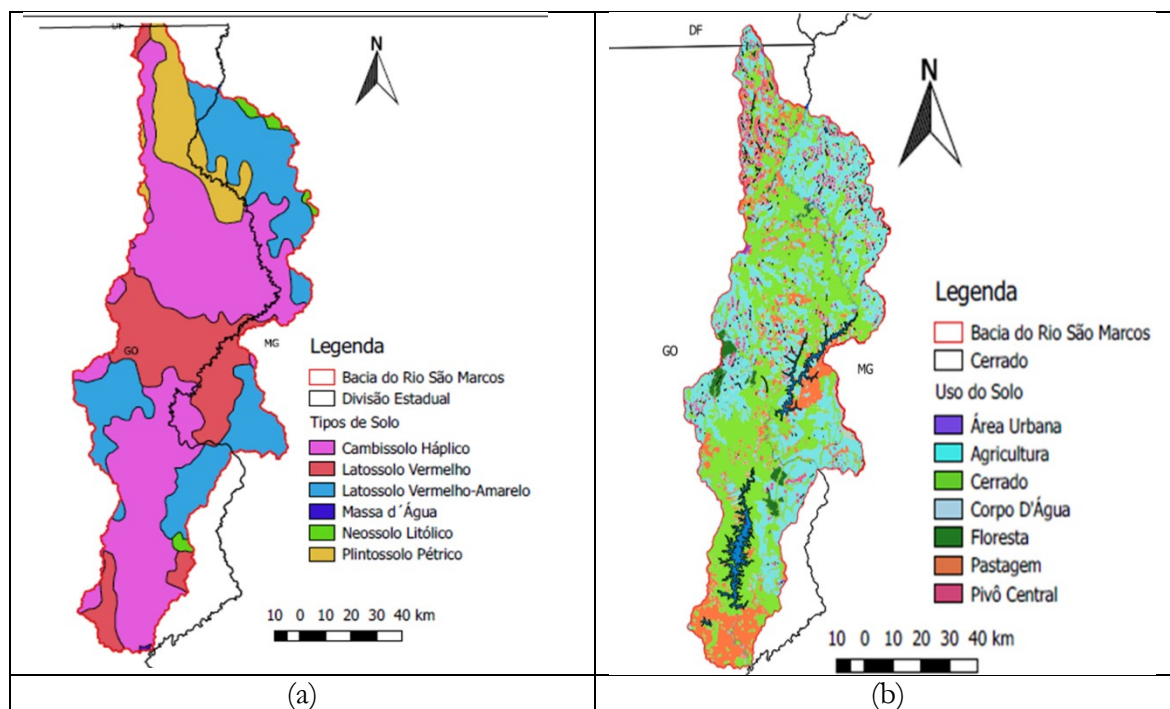 N
GO
MG
Legenda
Bacia do Rio São Marcos
Divisão Estadual
Tipos de Solo
Cambissolo Háplico
Latossolo Vermelho
Latossolo Vermelho-Amarelo
Massa d´Água
Neossolo Litólico
Plintossolo Pétrico
10 0 10 20 30 40 km
(a)
DF
N
GO
MG
Legenda
Bacia do Rio São Marcos
Cerrado
Uso do Solo
Área Urbana
Agricultura
Cerrado
Corpo D'Água
Floresta
Pastagem
Pivô Central
10 0 10 20 30 40 km
(b)